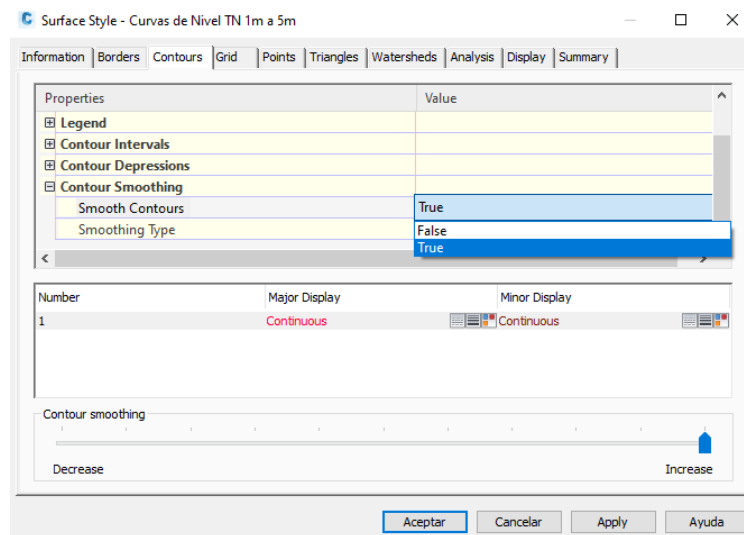 C Surface Style - Curvas de Nivel TN 1m a 5m
Information Borders Contours Grid Points Triangles Watersheds Analysis Display Summary
Properties Value
Legend
Contour Intervals
Contour Depressions
Contour Smoothing
Smooth Contours True
Smoothing Type False
True
Number Major Display Minor Display
1 Continuous Continuous
Contour smoothing
Decrease Increase
Aceptar Cancelar Apply Ayuda